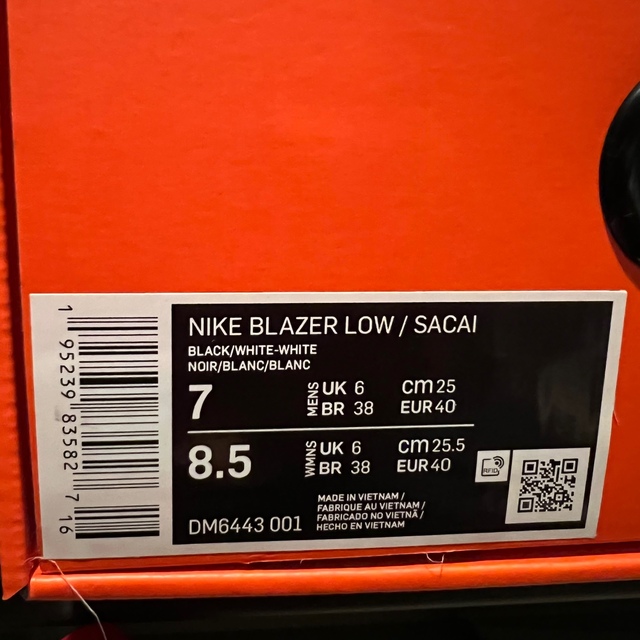 NIKE BLAZER LOW / SACAI
BLACK/WHITE-WHITE
NOIR/BLANC/BLANC
7 MENS UK 6 cm 25
BR 38 EUR 40
8.5 WMNS UK 6 cm 25.5
BR 38 EUR 40
RFID
DM6443 001
MADE IN VIETNAM /
FABRIQUE AU VIETNAM /
FABRICADO NO VIETNÃ /
HECHO EN VIETNAM
1 95239 83582 7 16